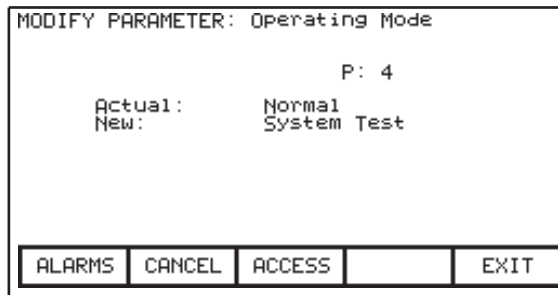 MODIFY PARAMETER: Operating Mode
P: 4
Actual: Normal
New: System Test
ALARMS CANCEL ACCESS EXIT